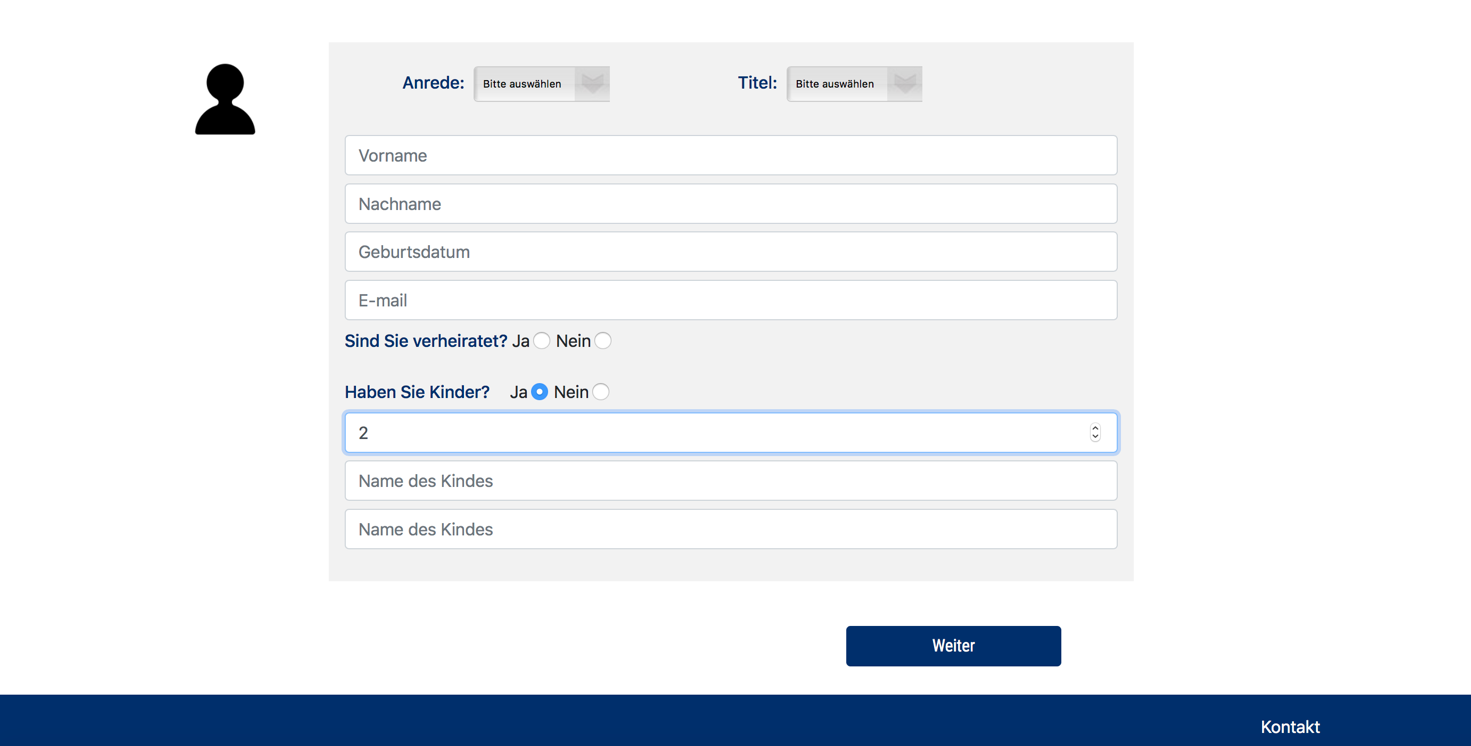 Anrede: Bitte auswählen Titel: Bitte auswählen
Vorname
Nachname
Geburtsdatum
E-mail
Sind Sie verheiratet? Ja Nein
Haben Sie Kinder? Ja Nein
2
Name des Kindes
Name des Kindes
Weiter
Kontakt